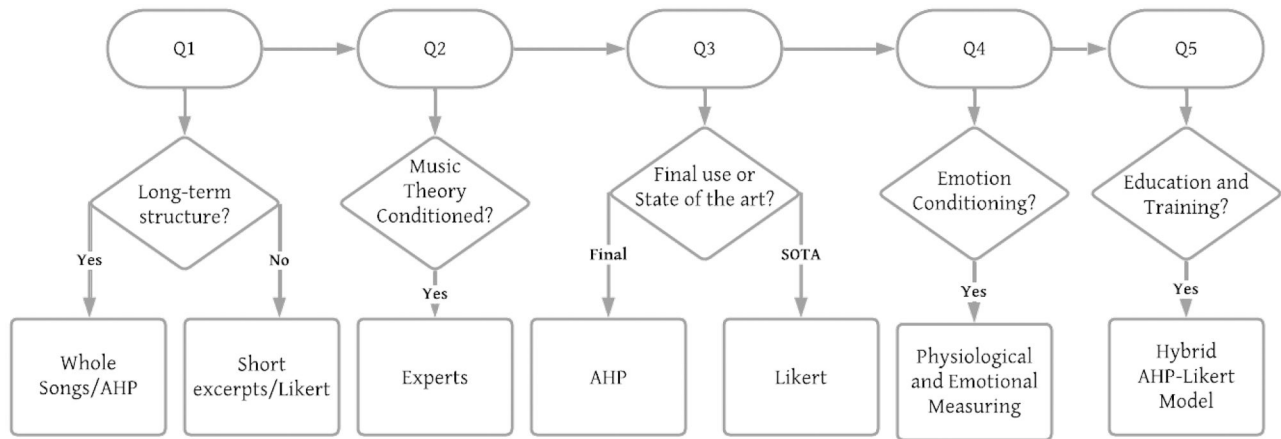 Q1
Q2
Q3
Q4
Q5
Long-term
structure?
Music
Theory
Conditioned?
Final use or
State of the art?
Emotion
Conditioning?
Education and
Training?
Yes
No
Yes
Final
SOTA
Yes
Yes
Whole
Songs/AHP
Short
excerpts/Likert
Experts
AHP
Likert
Physiological
and Emotional
Measuring
Hybrid
AHP-Likert
Model